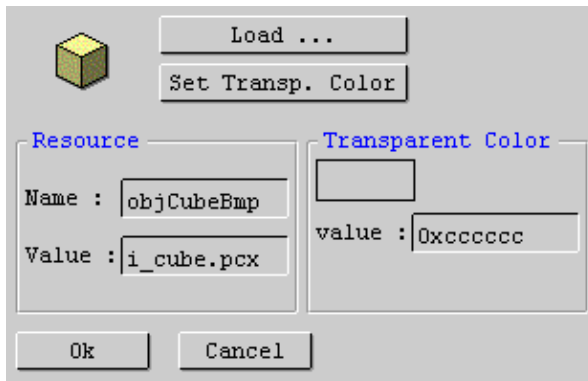 Load ...
Set Transp. Color
Resource
Name : objCubeBmp
Value : i_cube.pcx
Transparent Color
value : 0xcccccc
Ok
Cancel